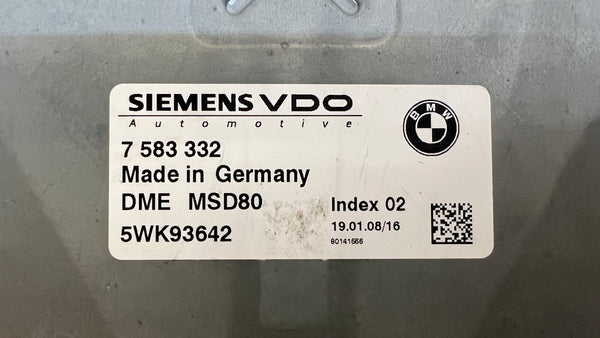 SIEMENS VDO
Automotive
BMW
7 583 332
Made in Germany
DME MSD80
Index 02
5WK93642
19.01.08/16
80141566